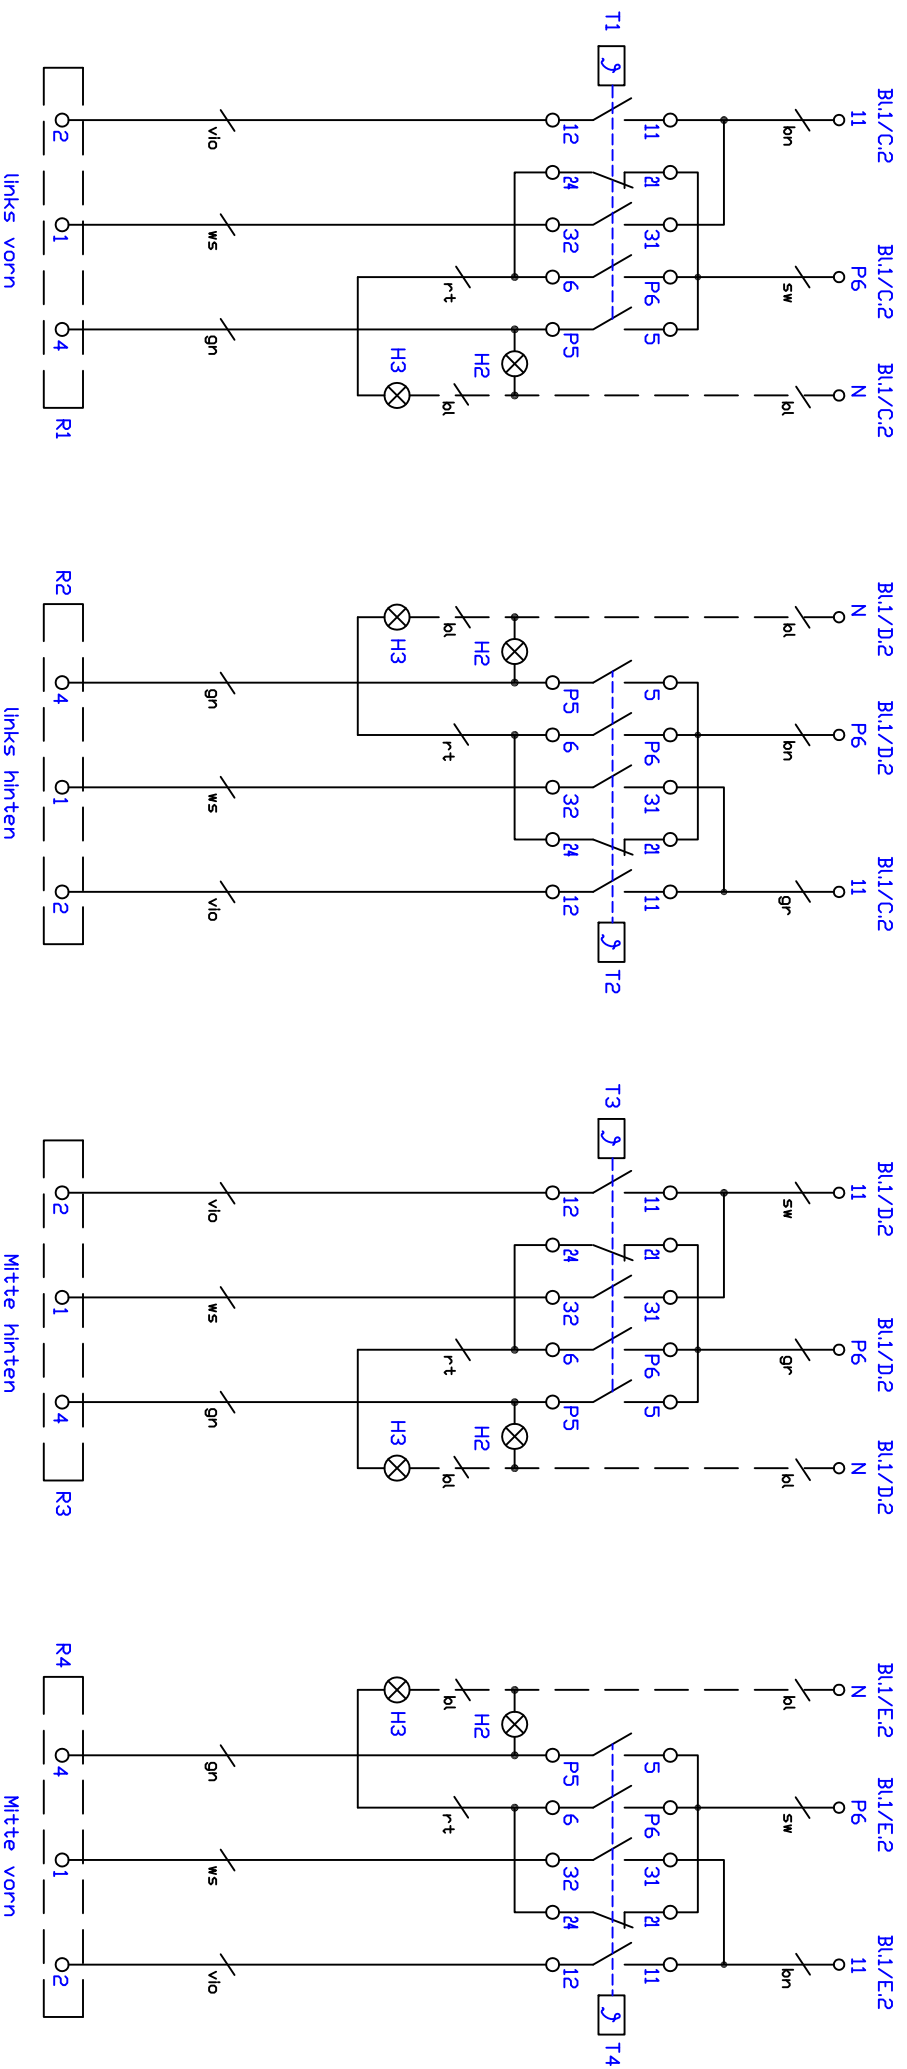 Bl.1/C.2 Bl.1/C.2 Bl.1/C.2 Bl.1/D.2 Bl.1/D.2 Bl.1/C.2 Bl.1/D.2 Bl.1/D.2 Bl.1/D.2 Bl.1/E.2 Bl.1/E.2 Bl.1/E.2
11 P6 N N P6 11 11 P6 N N P6 11
bn sw bl bl bn gr sw gr bl bl sw bn
11 21 31 P6 5 5 P6 31 21 11 11 21 31 P6 5 5 P6 31 21 11
T1 ϑ ϑ T2 T3 ϑ ϑ T4
12 24 32 6 P5 P5 6 32 24 12 12 24 32 6 P5 P5 6 32 24 12
H2 H2 H2 H2
rt bl bl rt rt bl bl rt
H3 H3 H3 H3
vio ws gn gn ws vio vio ws gn gn ws vio
2 1 4 R1 R2 4 1 2 2 1 4 R3 R4 4 1 2
links vorn links hinten Mitte hinten Mitte vorn